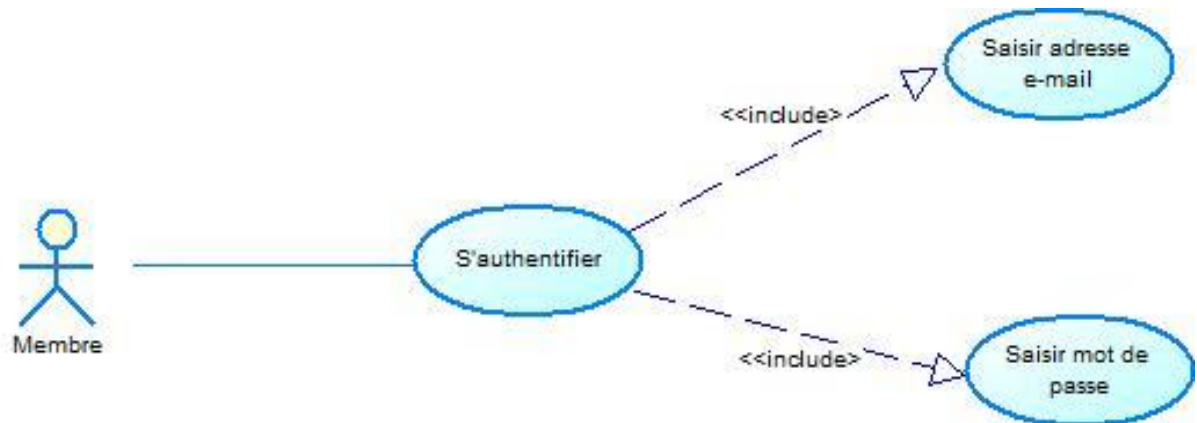 Saisir adresse
e-mail
<<include>
S'authentifier
Membre
<<include>
Saisir mot de
passe